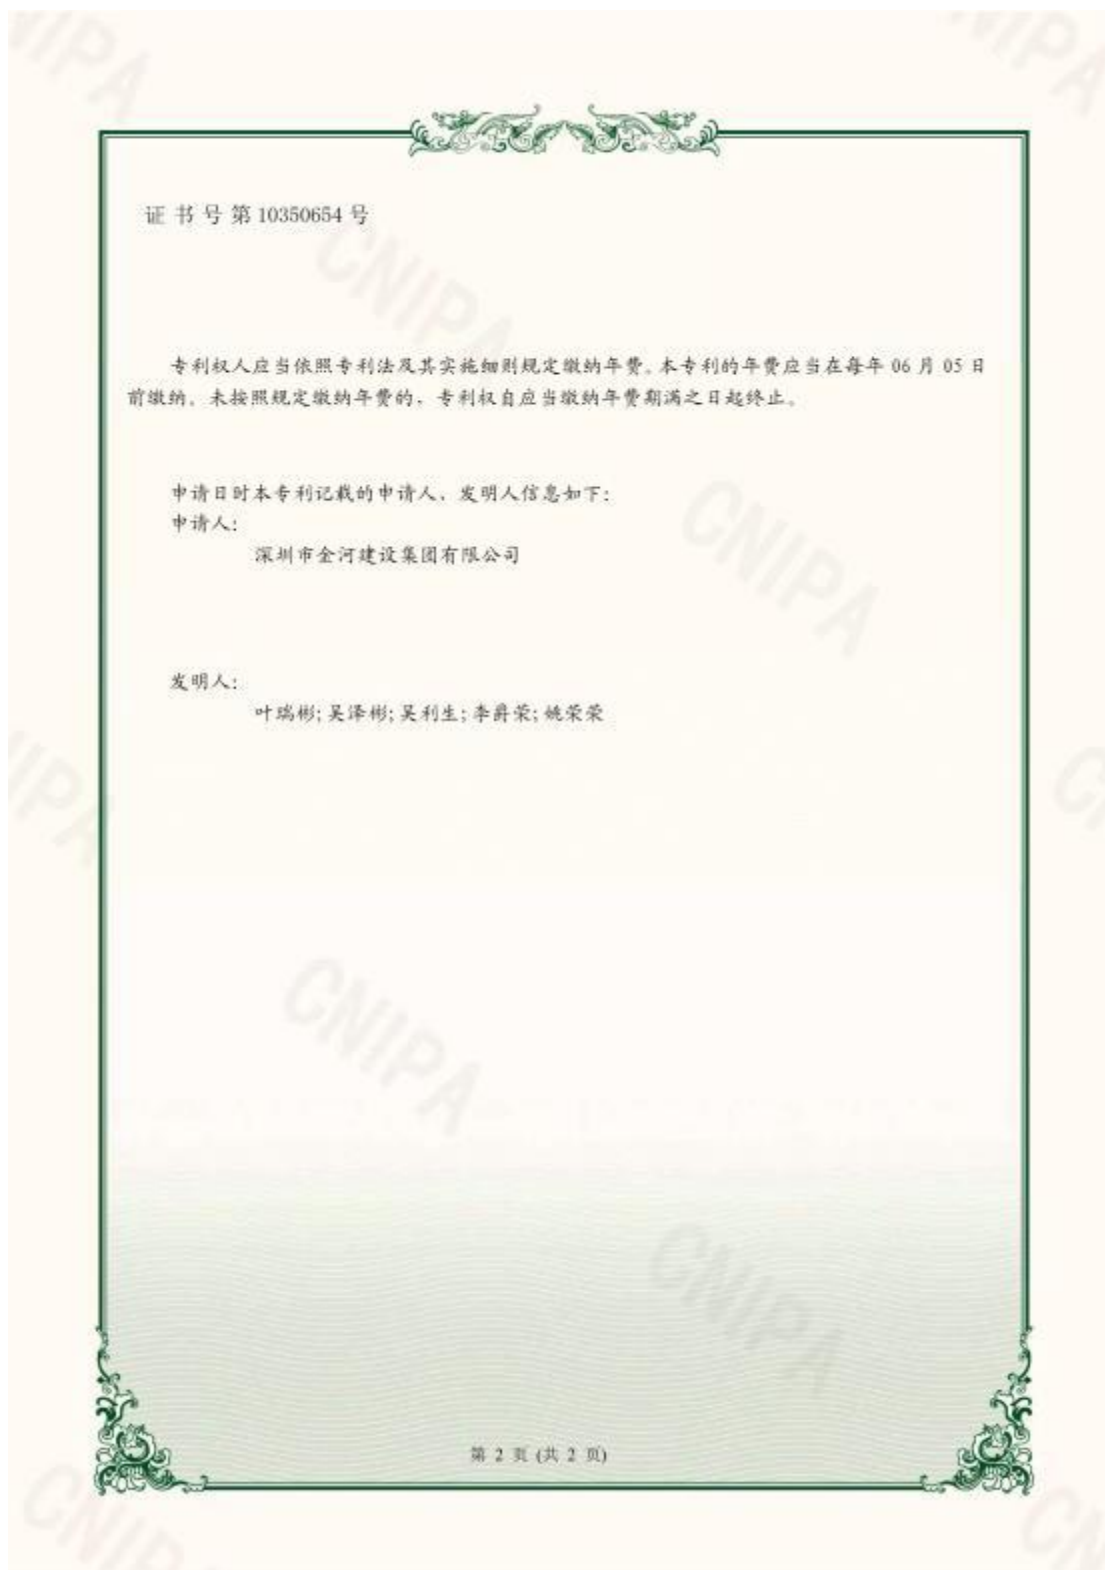 证书号第10350654号
专利权人应当依照专利法及其实施细则规定缴纳年费。本专利的年费应当在每年 06 月 05 日
前缴纳。未按照规定缴纳年费的，专利权自应当缴纳年费期满之日起终止。
申请日时本专利记载的申请人、发明人信息如下：
申请人：
深圳市金河建设集团有限公司
发明人：
叶瑞彬;吴泽彬;吴利生;李爵荣;姚荣荣
第 2 页 (共 2 页)
CNIPA
CNIPA
CNIPA
CNIPA